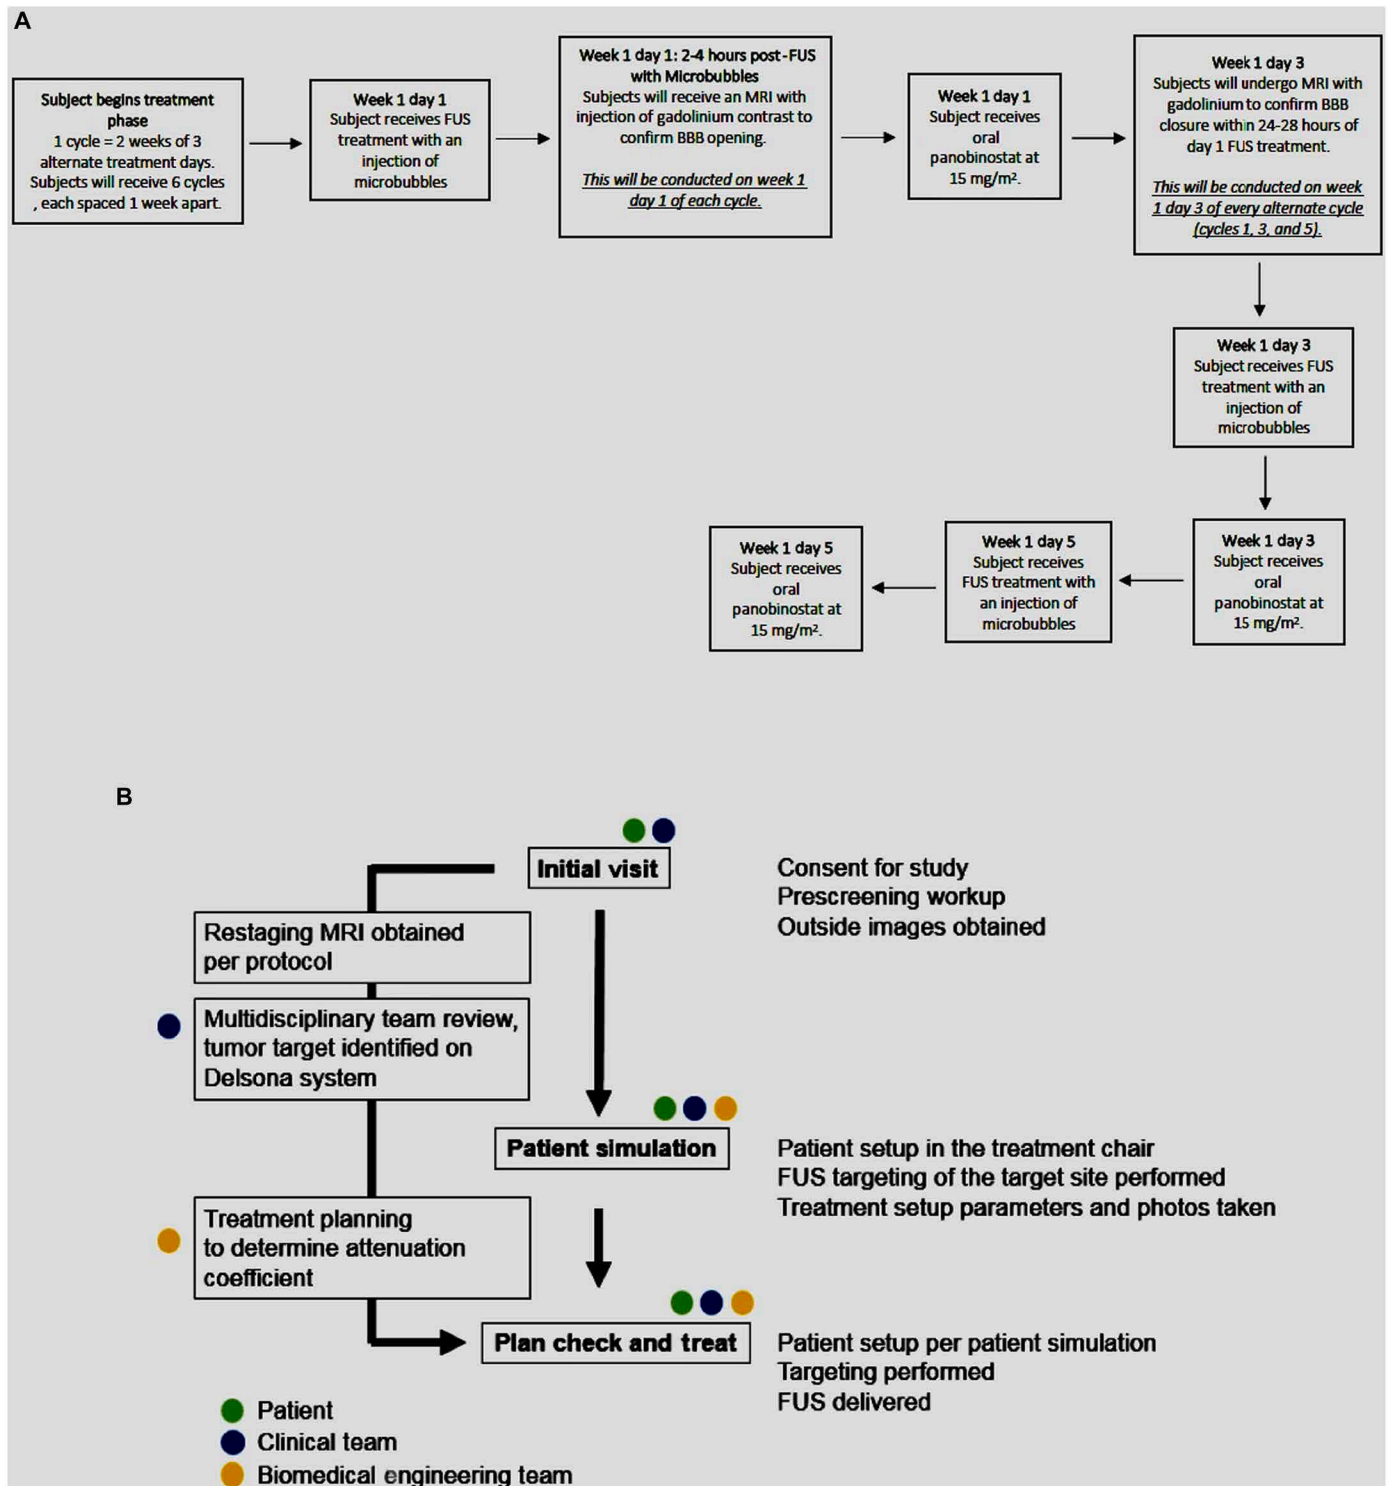 A
Subject begins treatment
phase
1 cycle = 2 weeks of 3
alternate treatment days.
Subjects will receive 6 cycles
, each spaced 1 week apart.
Week 1 day 1
Subject receives FUS
treatment with an
injection of
microbubbles
Week 1 day 1: 2-4 hours post-FUS
with Microbubbles
Subjects will receive an MRI with
injection of gadolinium contrast to
confirm BBB opening.
This will be conducted on week 1
day 1 of each cycle.
Week 1 day 1
Subject receives
oral
panobinostat at
15 mg/m².
Week 1 day 3
Subjects will undergo MRI with
gadolinium to confirm BBB
closure within 24-28 hours of
day 1 FUS treatment.
This will be conducted on week
1 day 3 of every alternate cycle
(cycles 1, 3, and 5).
Week 1 day 3
Subject receives FUS
treatment with an
injection of
microbubbles
Week 1 day 3
Subject receives
oral
panobinostat at
15 mg/m².
Week 1 day 5
Subject receives
FUS treatment with
an injection of
microbubbles
Week 1 day 5
Subject receives
oral
panobinostat at
15 mg/m².
B
Initial visit
Consent for study
Prescreening workup
Outside images obtained
Restaging MRI obtained
per protocol
Multidisciplinary team review,
tumor target identified on
Delsona system
Patient simulation
Patient setup in the treatment chair
FUS targeting of the target site performed
Treatment setup parameters and photos taken
Treatment planning
to determine attenuation
coefficient
Plan check and treat
Patient setup per patient simulation
Targeting performed
FUS delivered
Patient
Clinical team
Biomedical engineering team